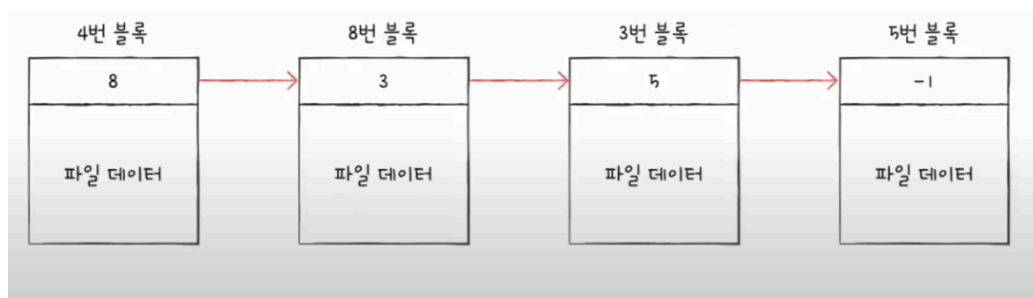 4번 블록
8번 블록
3번 블록
5번 블록
8
3
5
-1
파일 데이터
파일 데이터
파일 데이터
파일 데이터